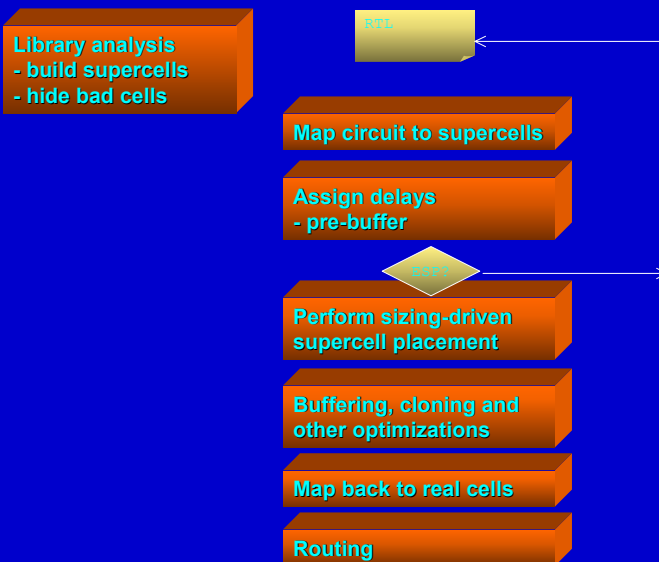 Library analysis
- build supercells
- hide bad cells
RTL
Map circuit to supercells
Assign delays
- pre-buffer
Perform sizing-driven
supercell placement
Buffering, cloning and
other optimizations
Map back to real cells
Routing